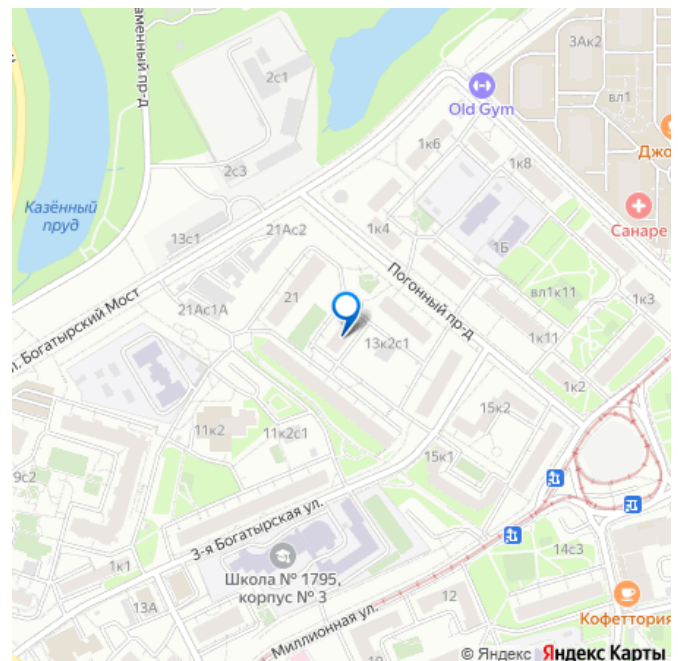 аменный пр-д
2с1
3Ак2
вл1
Old Gym
Джо
1к6
1к8
2с3
Казённый
пруд
Санаре
13с1
21Ас2
1к4
1Б
Погонный пр-д
вл1к11
1к3
21
21Ас1А
л. Богатырский Мост
13к2с1
1к11
1к2
15к2
11к2
11к2с1
9с2
15к1
3-я Богатырская ул.
14с3
1к1
Школа № 1795,
корпус № 3
13А
12
Миллионная ул.
Кофеттория
10
© Яндекс Яндекс Карты